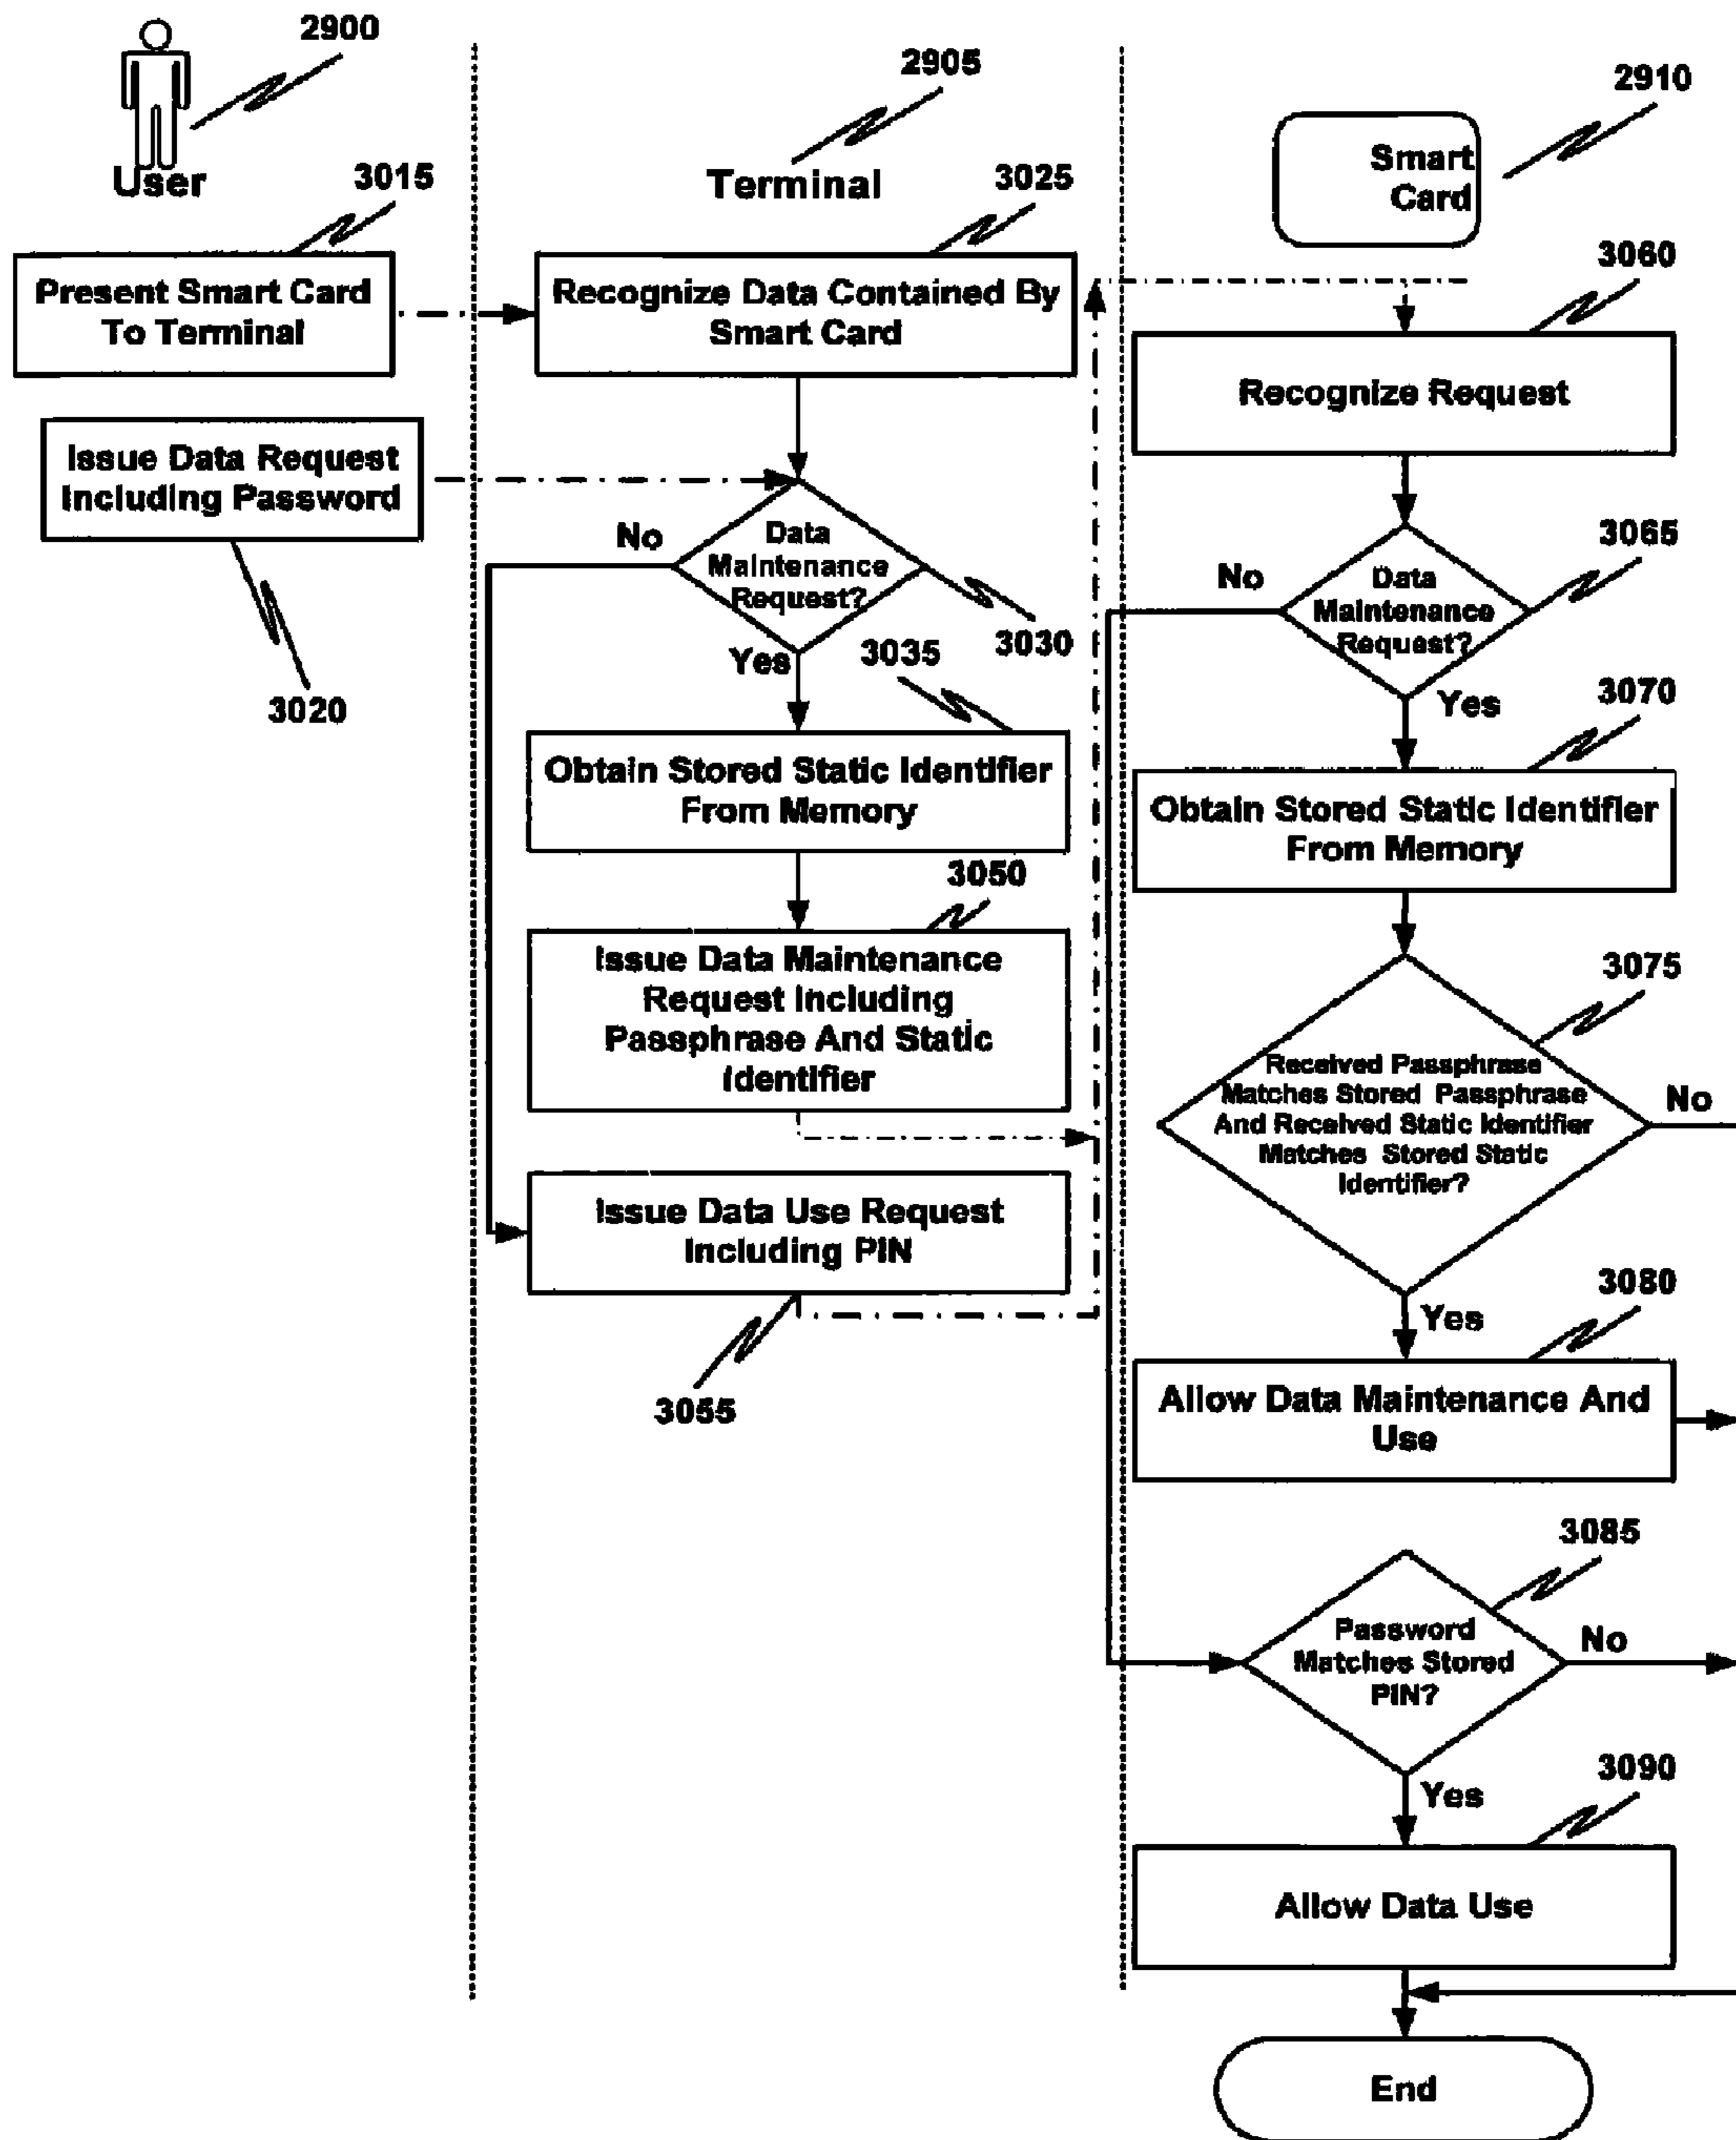 2900
User
3015
Present Smart Card
To Terminal
Issue Data Request
Including Password
3020
2905
Terminal
3025
Recognize Data Contained By
Smart Card
No
Data
Maintenance
Request?
3030
Yes
3035
Obtain Stored Static Identifier
From Memory
3050
Issue Data Maintenance
Request Including
Passphrase And Static
Identifier
Issue Data Use Request
Including PIN
3055
2910
Smart
Card
3060
Recognize Request
3065
No
Data
Maintenance
Request?
Yes
3070
Obtain Stored Static Identifier
From Memory
3075
Received Passphrase
Matches Stored Passphrase
And Received Static Identifier
Matches Stored Static
Identifier?
No
Yes
3080
Allow Data Maintenance And
Use
3085
Password
Matches Stored
PIN?
No
Yes
3090
Allow Data Use
End